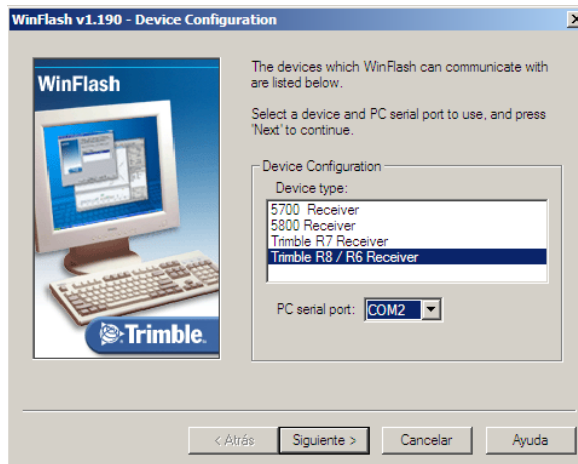 WinFlash v1.190 - Device Configuration
WinFlash
Trimble.
The devices which WinFlash can communicate with
are listed below.
Select a device and PC serial port to use, and press
'Next' to continue.
Device Configuration
Device type:
5700 Receiver
5800 Receiver
Trimble R7 Receiver
Trimble R8 / R6 Receiver
PC serial port: COM2
< Atrás
Siguiente >
Cancelar
Ayuda